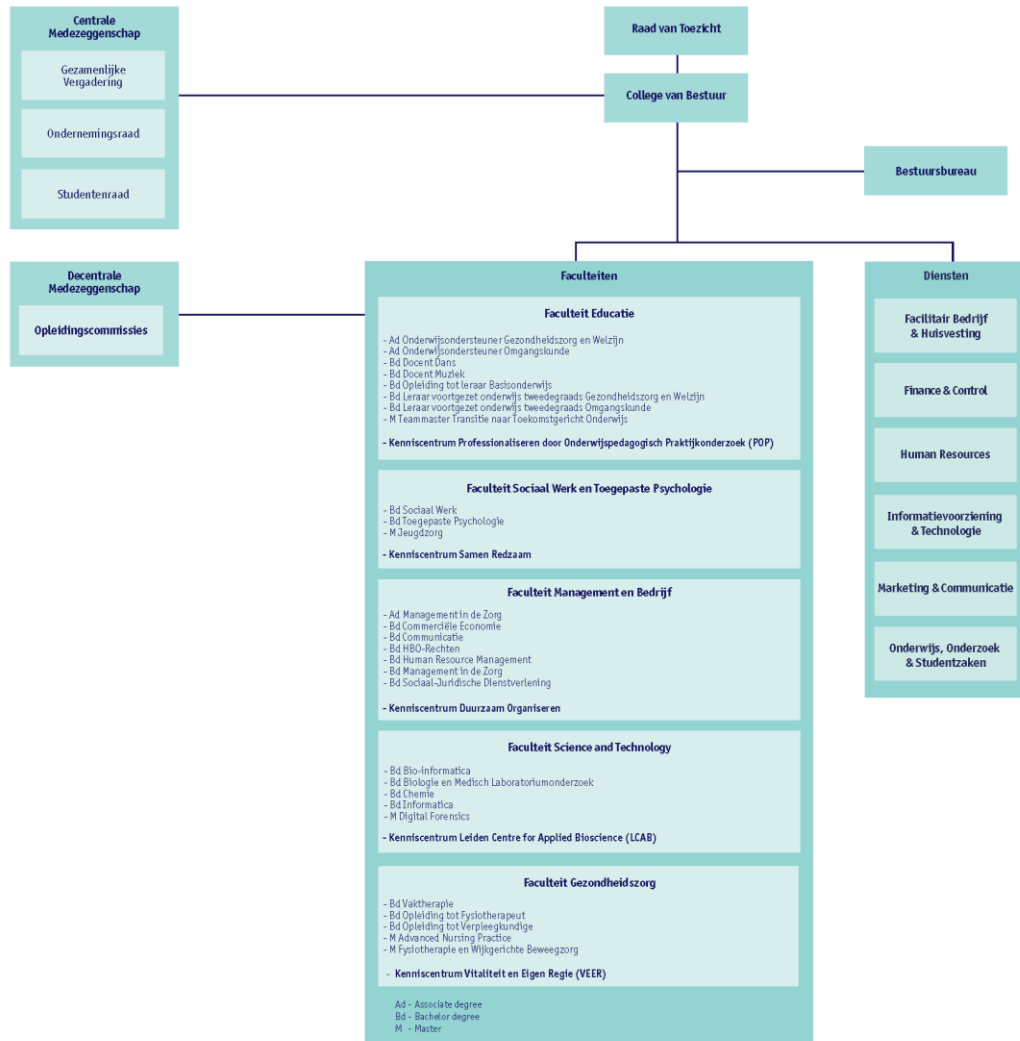 Centrale
Medezeggenschap
Gezamenlijke
Vergadering
Ondernemingsraad
Studentenraad
Raad van Toezicht
College van Bestuur
Bestuursbureau
Decentrale
Medezeggenschap
Opleidingscommissies
Faculteiten
Faculteit Educatie
- Ad Onderwijsondersteuner Gezondheidszorg en Welzijn
- Ad Onderwijsondersteuner Omgangskunde
- Bd Docent Dans
- Bd Docent Muziek
- Bd Opleiding tot leraar Basisonderwijs
- Bd Leraar voortgezet onderwijs tweedegraads Gezondheidszorg en Welzijn
- Bd Leraar voortgezet onderwijs tweedegraads Omgangskunde
- M Teammaster Transitie naar Toekomstgericht Onderwijs
- Kenniscentrum Professionaliseren door Onderwijspedagogisch Praktijkonderzoek (POP)
Faculteit Sociaal Werk en Toegepaste Psychologie
- Bd Sociaal Werk
- Bd Toegepaste Psychologie
- M Jeugdzorg
- Kenniscentrum Samen Redzaam
Faculteit Management en Bedrijf
- Ad Management in de Zorg
- Bd Commerciële Economie
- Bd Communicatie
- Bd HBO-Rechten
- Bd Human Resource Management
- Bd Management in de Zorg
- Bd Sociaal-Juridische Dienstverlening
- Kenniscentrum Duurzaam Organiseren
Faculteit Science and Technology
- Bd Bio-informatica
- Bd Biologie en Medisch Laboratoriumonderzoek
- Bd Chemie
- Bd Informatica
- M Digital Forensics
- Kenniscentrum Leiden Centre for Applied Bioscience (LCAB)
Faculteit Gezondheidszorg
- Bd Vaktherapie
- Bd Opleiding tot Fysiotherapeut
- Bd Opleiding tot Verpleegkundige
- M Advanced Nursing Practice
- M Fysiotherapie en Wijkgerichte Beweegzorg
- Kenniscentrum Vitaliteit en Eigen Regie (VEER)
Ad - Associate degree
Bd - Bachelor degree
M - Master
Diensten
Facilitair Bedrijf
& Huisvesting
Finance & Control
Human Resources
Informatievoorziening
& Technologie
Marketing & Communicatie
Onderwijs, Onderzoek
& Studentzaken